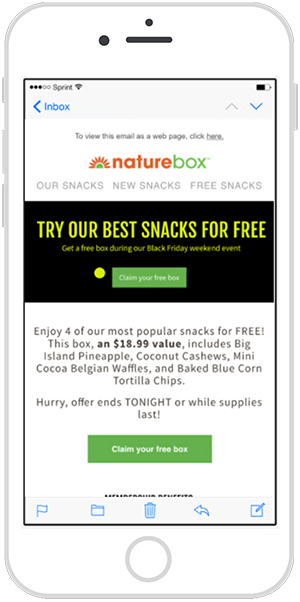 Sprint
Inbox
To view this email as a web page, click here.
naturebox
OUR SNACKS NEW SNACKS FREE SNACKS
TRY OUR BEST SNACKS FOR FREE
Get a free box during our Black Friday weekend event
Claim your free box
Enjoy 4 of our most popular snacks for FREE!
This box, an $18.99 value, includes Big
Island Pineapple, Coconut Cashews, Mini
Cocoa Belgian Waffles, and Baked Blue Corn
Tortilla Chips.
Hurry, offer ends TONIGHT or while supplies
last!
Claim your free box
MEMBERSHIP BENEFITS